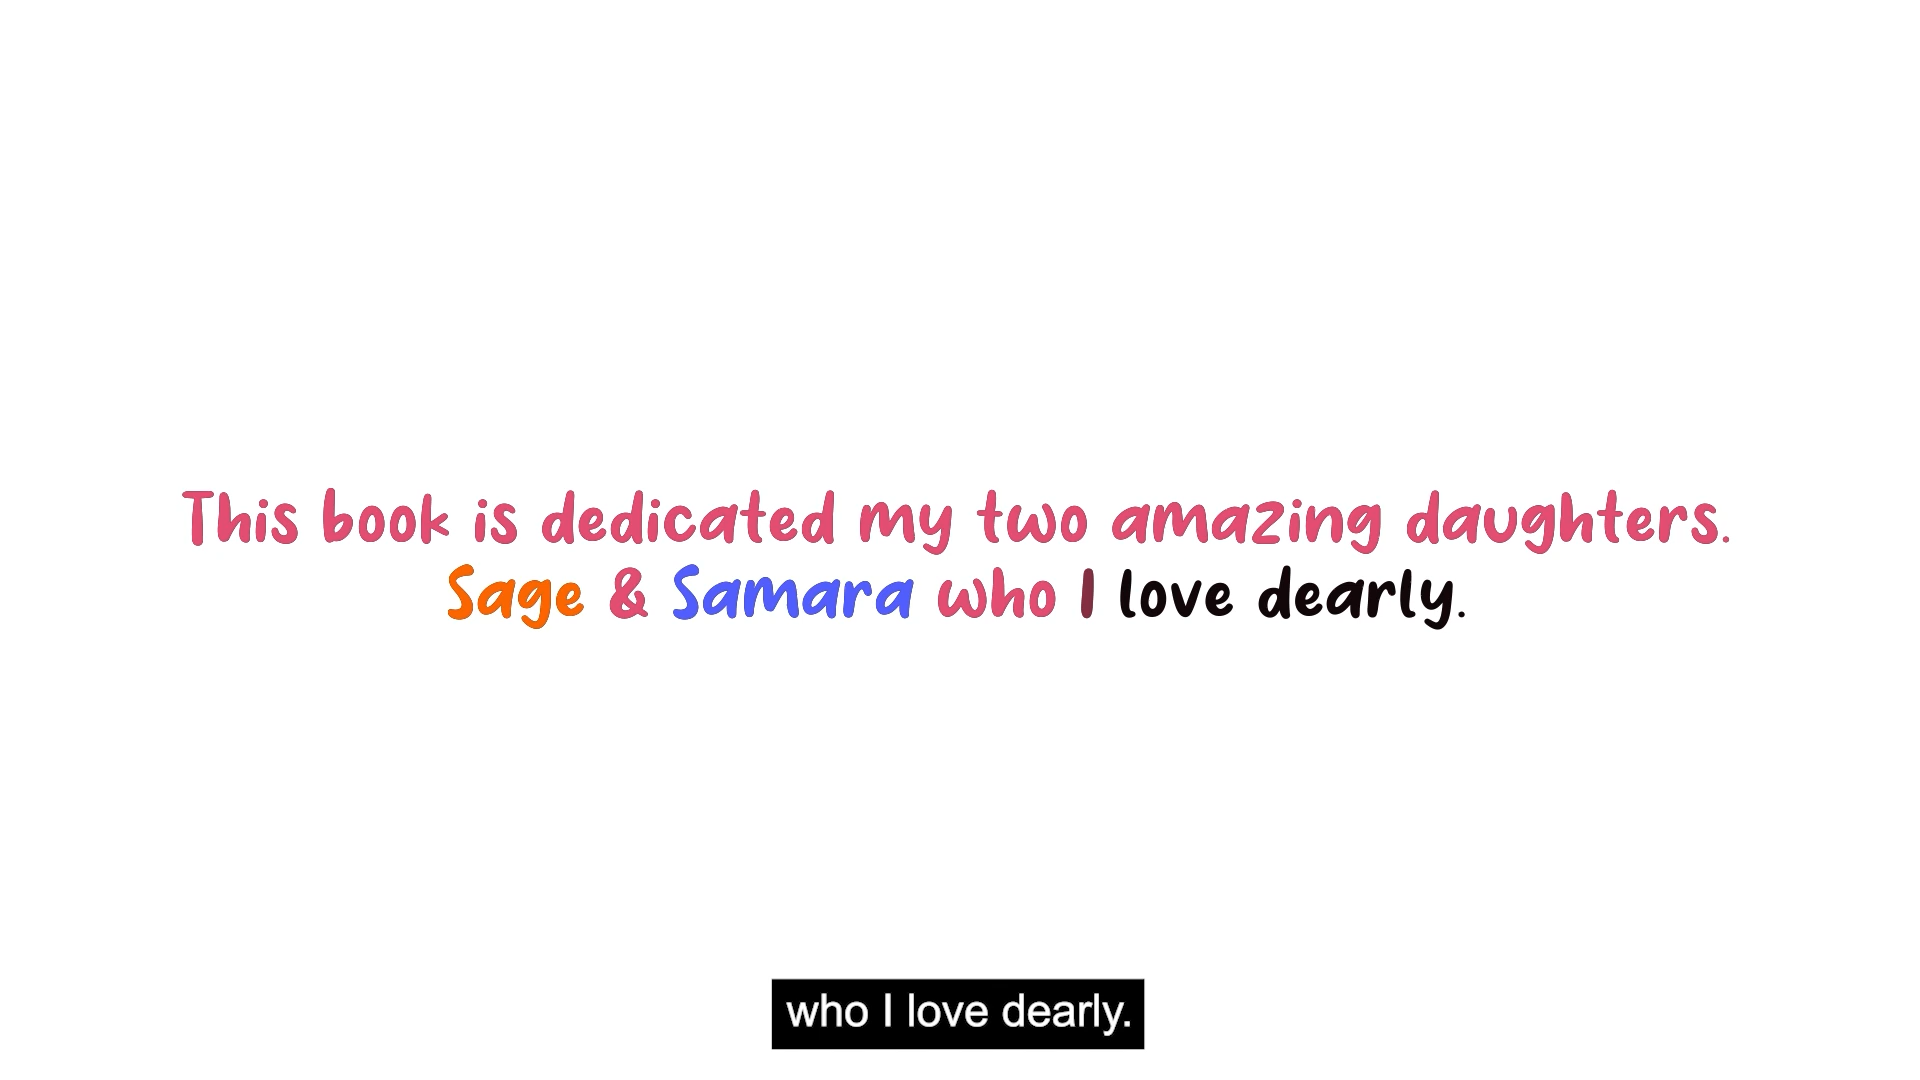 This book is dedicated my two amazing daughters.
Sage & Samara who I love dearly.
who I love dearly.